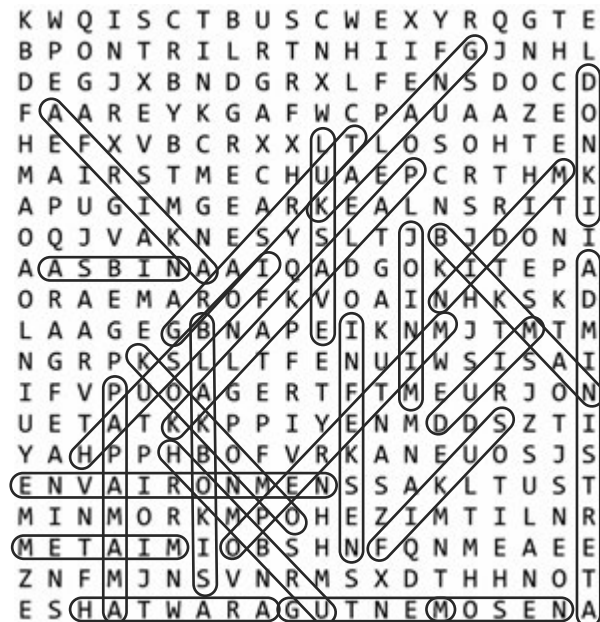 K W Q I S C T B U S C W E X Y R Q G T E
B P O N T R I L R T N H I I F G J N H L
D E G J X B N D G R X L F E N S D O C D
F A A R E Y K G A F W C P A U A A Z E O
H E F X V B C R X X L T L O S O H T E N
M A I R S T M E C H U A E P C R T H M K
A P U G I M G E A R K E A L N S R I T I
O Q J V A K N E S Y S L T J B J D O N I
A A S B I N A A I Q A D G O K I T E P A
O R A E M A R O F K V O A I N H K S K D
L A A G E G B N A P E I K N M J T M T M
N G R P K S L L T F E N U I W S I S A I
I F V P U O A G E R T F T M E U R J O N
U E T A T K K P P I Y E N M D D S Z T I
Y A H P P H B O F V R K A N E U O S J S
E N V A I R O N M E N S S A K L T U S T
M I N M O R K M P O H E Z I M T I L N R
M E T A I M I O B S H N F Q N M E A E E
Z N F M J N S V N R M S X D T H H N O T
E S H A T W A R A G U T N E M O S E N A